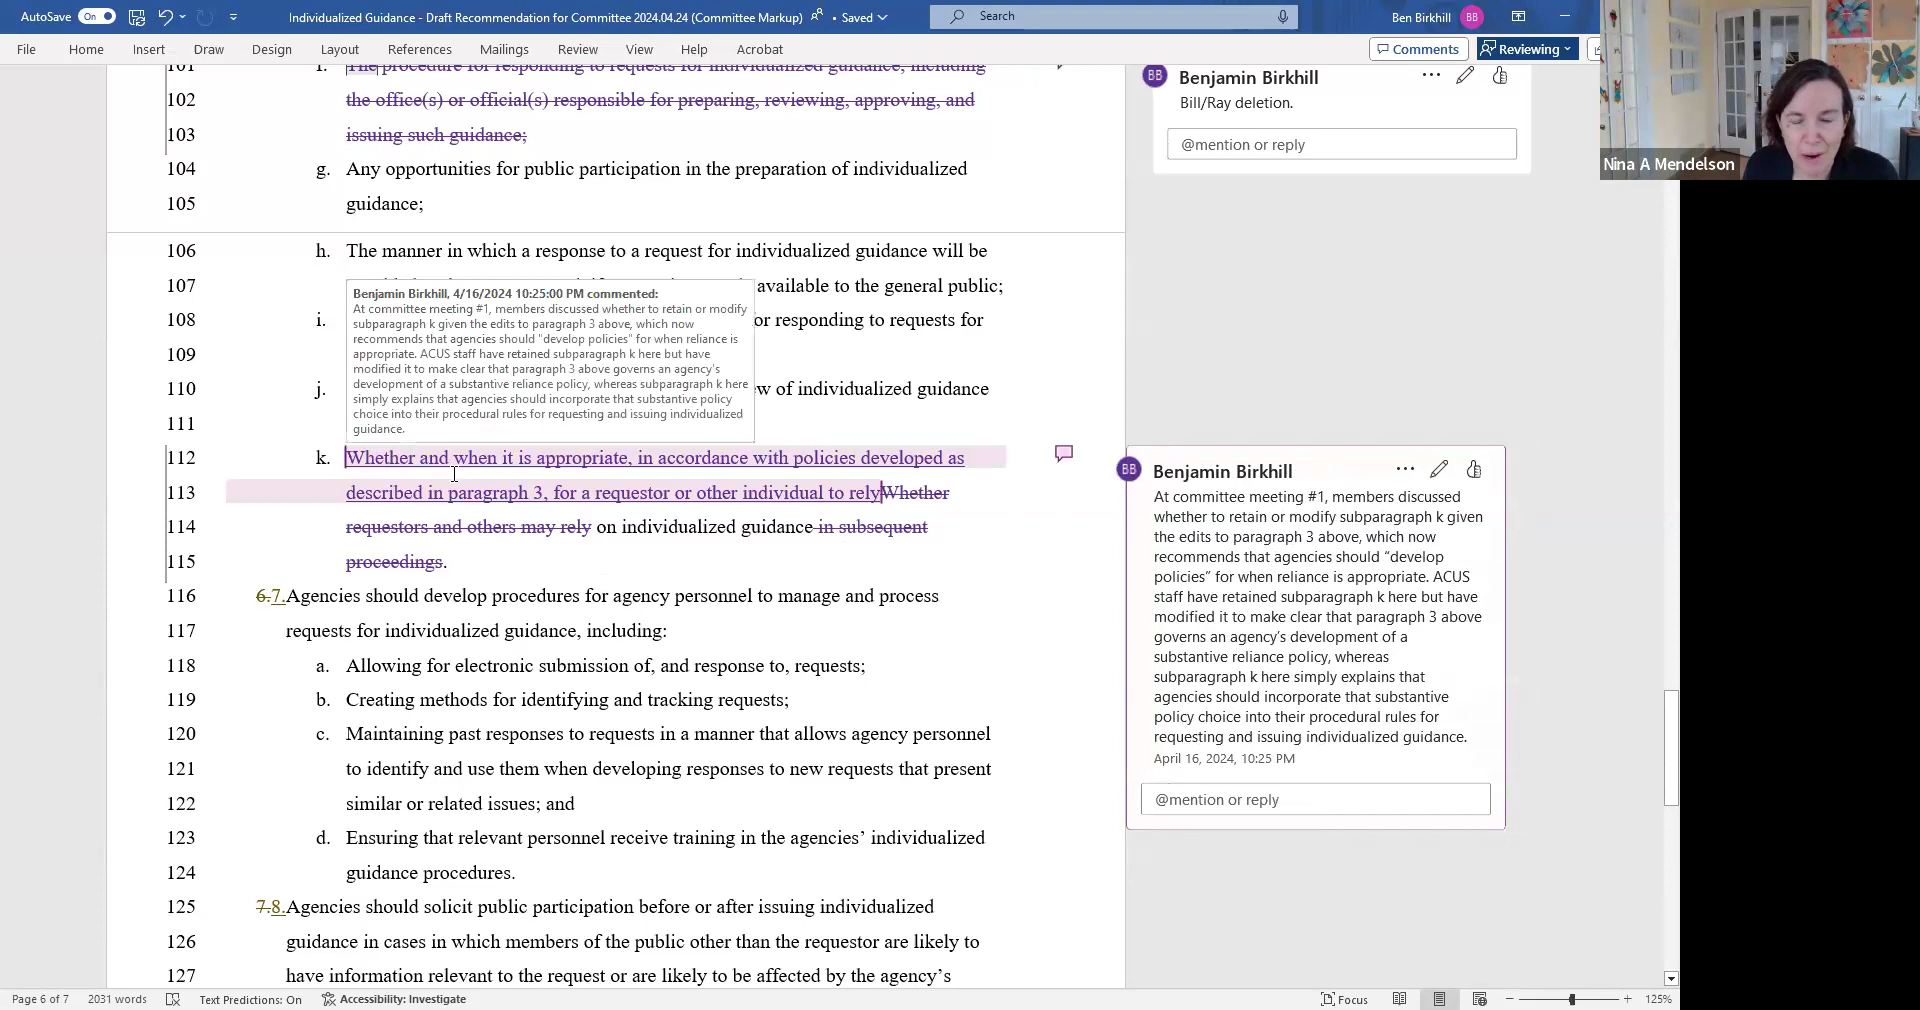 AutoSave On Individualized Guidance - Draft Recommendation for Committee 2024.04.24 (Committee Markup) • Saved Search Ben Birkhill BB
File Home Insert Draw Design Layout References Mailings Review View Help Acrobat Comments Reviewing
101 f. The procedure for responding to requests for individualized guidance, including
102 the office(s) or official(s) responsible for preparing, reviewing, approving, and
103 issuing such guidance;
104 g. Any opportunities for public participation in the preparation of individualized
105 guidance;
106 h. The manner in which a response to a request for individualized guidance will be
107 available to the general public;
108 i. or responding to requests for
109
110 j. w of individualized guidance
111
112 k. Whether and when it is appropriate, in accordance with policies developed as
113 described in paragraph 3, for a requestor or other individual to relyWhether
114 requestors and others may rely on individualized guidance in subsequent
115 proceedings.
116 6.7.Agencies should develop procedures for agency personnel to manage and process
117 requests for individualized guidance, including:
118 a. Allowing for electronic submission of, and response to, requests;
119 b. Creating methods for identifying and tracking requests;
120 c. Maintaining past responses to requests in a manner that allows agency personnel
121 to identify and use them when developing responses to new requests that present
122 similar or related issues; and
123 d. Ensuring that relevant personnel receive training in the agencies’ individualized
124 guidance procedures.
125 7.8.Agencies should solicit public participation before or after issuing individualized
126 guidance in cases in which members of the public other than the requestor are likely to
127 have information relevant to the request or are likely to be affected by the agency’s
Benjamin Birkhill, 4/16/2024 10:25:00 PM commented:
At committee meeting #1, members discussed whether to retain or modify
subparagraph k given the edits to paragraph 3 above, which now
recommends that agencies should "develop policies" for when reliance is
appropriate. ACUS staff have retained subparagraph k here but have
modified it to make clear that paragraph 3 above governs an agency's
development of a substantive reliance policy, whereas subparagraph k here
simply explains that agencies should incorporate that substantive policy
choice into their procedural rules for requesting and issuing individualized
guidance.
BB Benjamin Birkhill
Bill/Ray deletion.
@mention or reply
BB Benjamin Birkhill
At committee meeting #1, members discussed
whether to retain or modify subparagraph k given
the edits to paragraph 3 above, which now
recommends that agencies should “develop
policies” for when reliance is appropriate. ACUS
staff have retained subparagraph k here but have
modified it to make clear that paragraph 3 above
governs an agency’s development of a
substantive reliance policy, whereas
subparagraph k here simply explains that
agencies should incorporate that substantive
policy choice into their procedural rules for
requesting and issuing individualized guidance.
April 16, 2024, 10:25 PM
@mention or reply
Nina A Mendelson
Page 6 of 7 2031 words Text Predictions: On Accessibility: Investigate Focus 125%